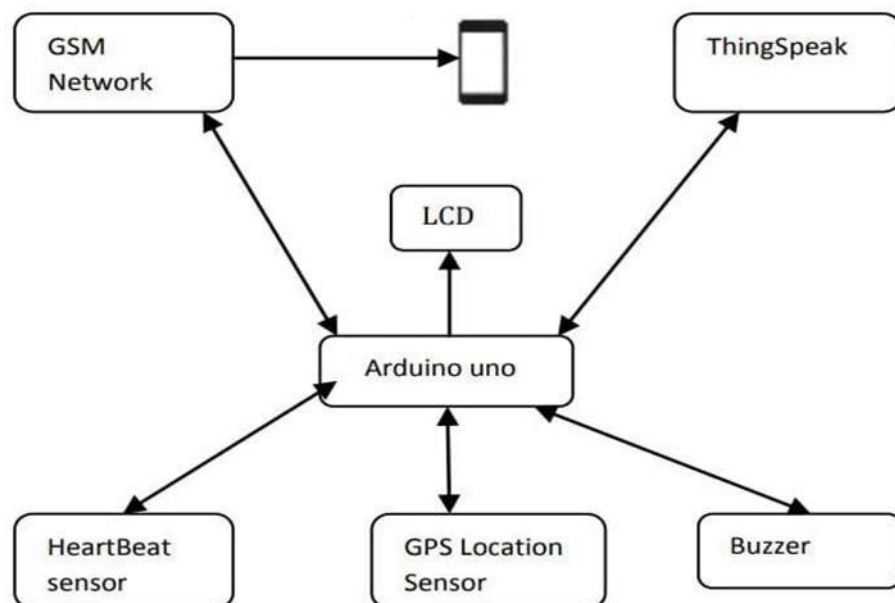 GSM
Network
ThingSpeak
LCD
Arduino uno
HeartBeat
sensor
GPS Location
Sensor
Buzzer